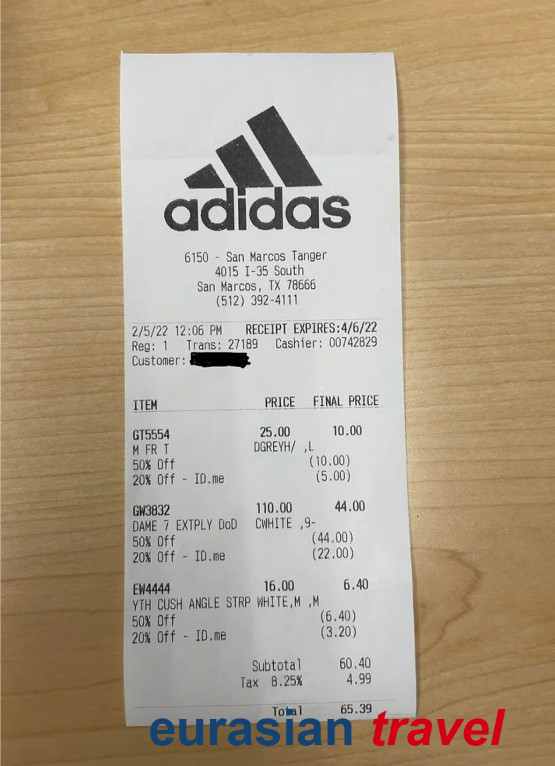 adidas
6150 - San Marcos Tanger
4015 I-35 South
San Marcos, TX 78666
(512) 392-4111
2/5/22 12:06 PM RECEIPT EXPIRES:4/6/22
Reg: 1 Trans: 27189 Cashier: 00742829
Customer:
ITEM PRICE FINAL PRICE
GT5554 25.00 10.00
M FR T DGREYH/ ,L
50% Off (10.00)
20% Off - ID.me (5.00)
GW3832 110.00 44.00
DAME 7 EXTPLY DoD CWHITE ,9-
50% Off (44.00)
20% Off - ID.me (22.00)
EW4444 16.00 6.40
YTH CUSH ANGLE STRP WHITE,M ,M
50% Off (6.40)
20% Off - ID.me (3.20)
Subtotal 60.40
Tax 8.25% 4.99
Total 65.39
eurasian travel